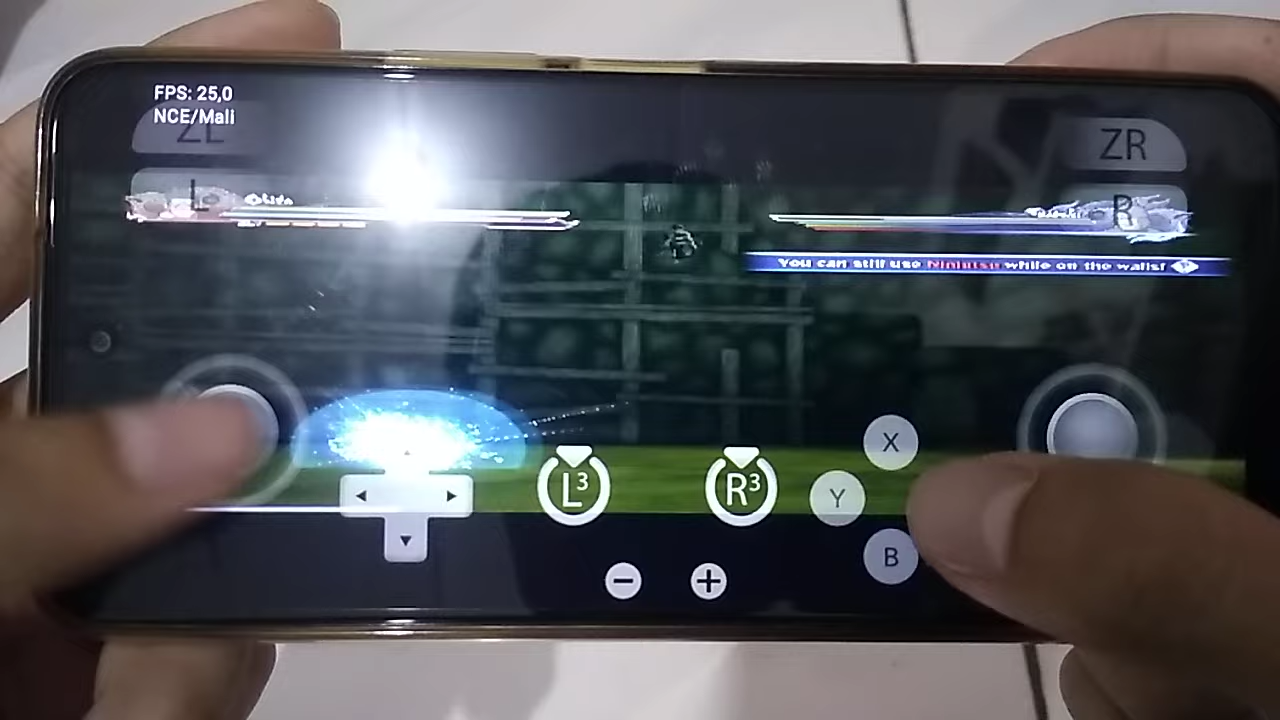 FPS: 25,0
NCE/Mali
ZL
ZR
L
R
You can still use Ninjutsu while on the walls!
X
L3
R3
Y
B